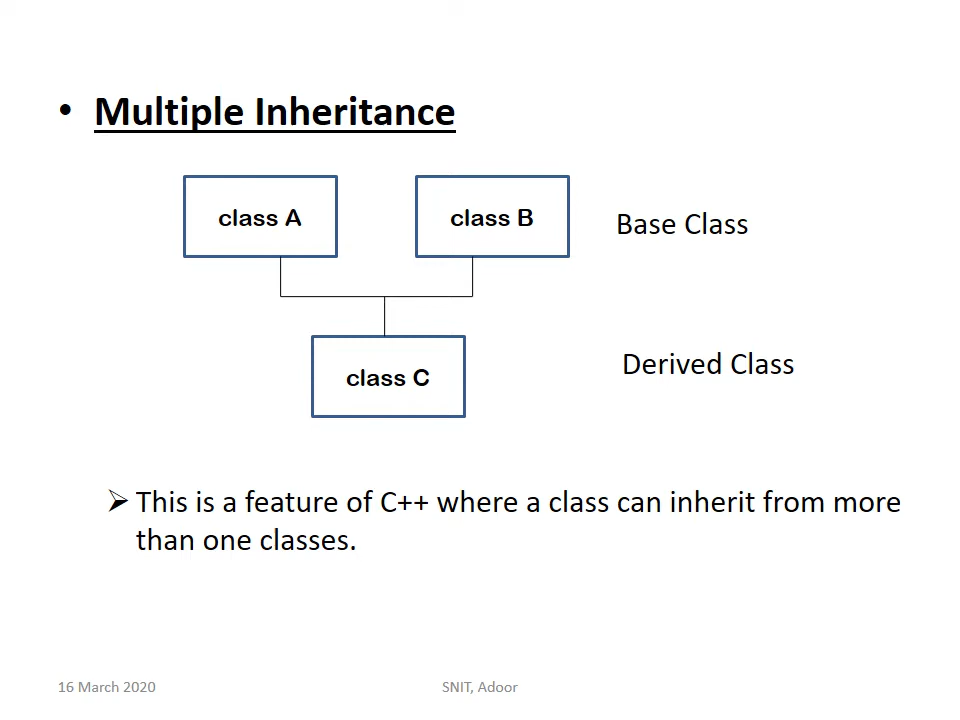 • Multiple Inheritance
class A
class B
Base Class
class C
Derived Class
➢ This is a feature of C++ where a class can inherit from more
than one classes.
16 March 2020
SNIT, Adoor